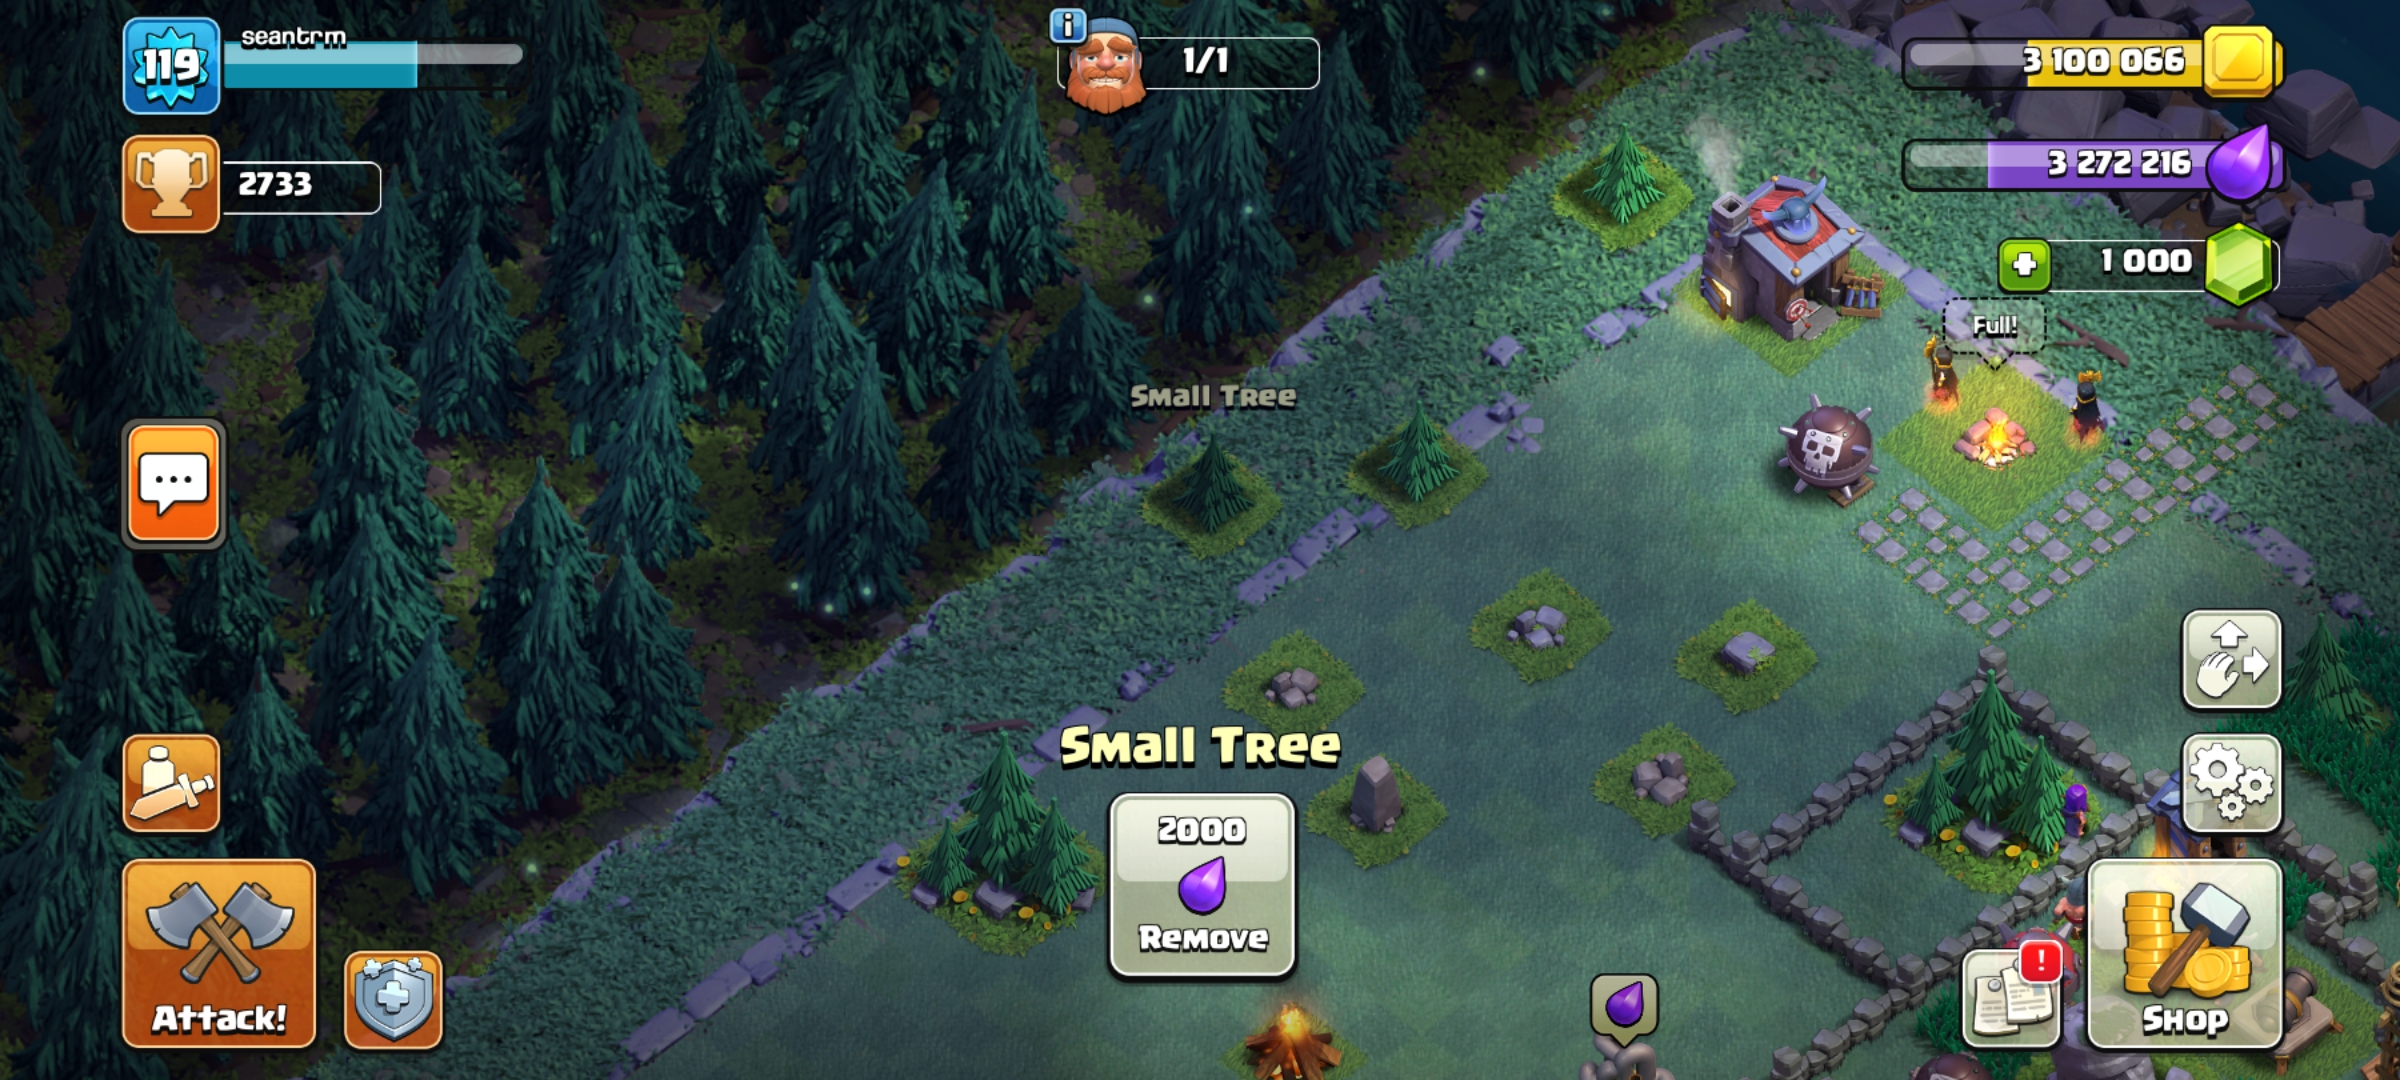 119
seantrm
i
1/1
3 100 066
2733
3 272 216
1 000
Full!
Small Tree
Small Tree
2000
Remove
Attack!
!
Shop